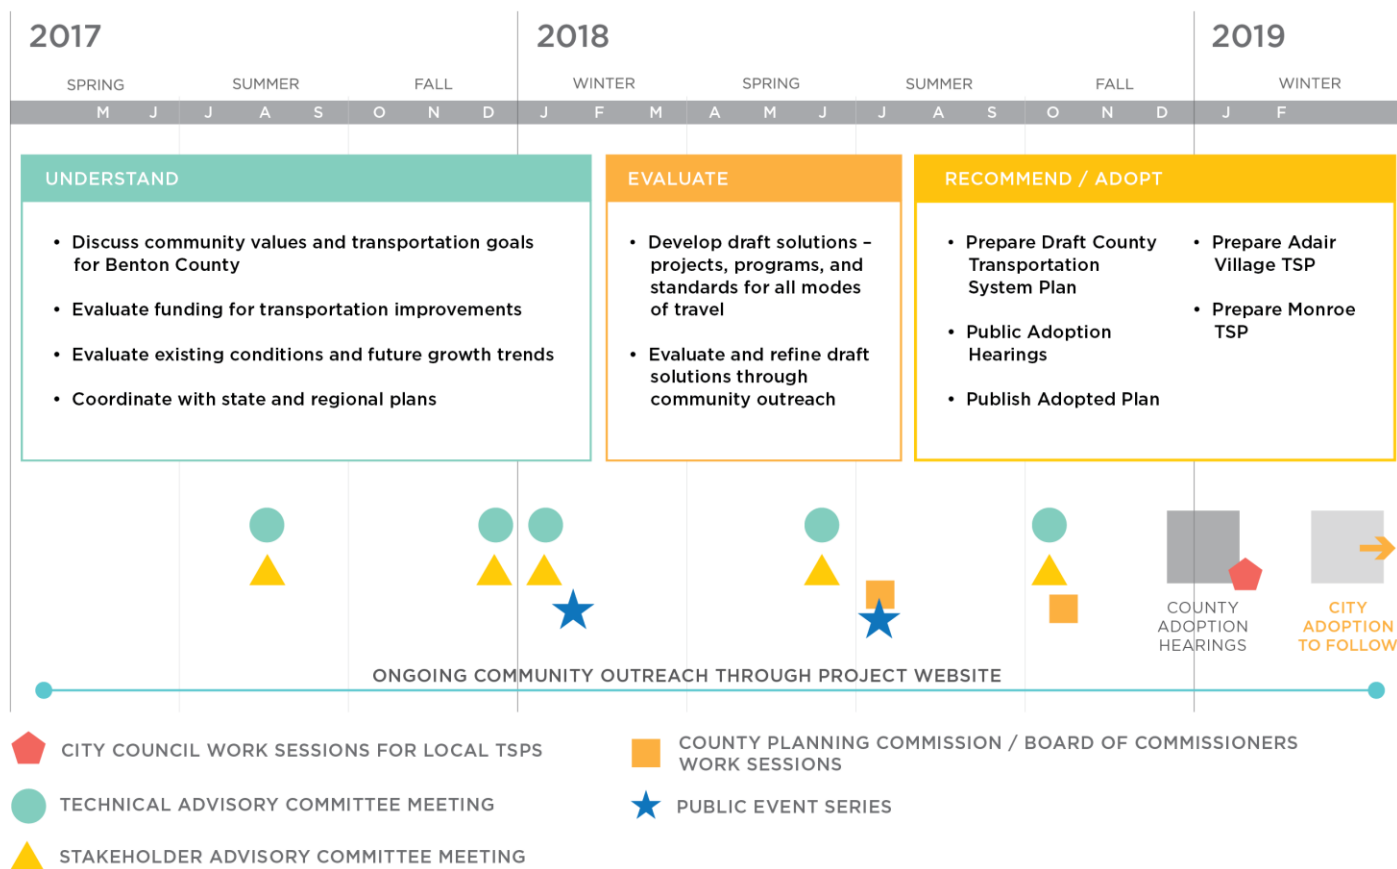 2017
2018
2019
SPRING SUMMER FALL WINTER SPRING SUMMER FALL WINTER
M J J A S O N D J F M A M J J A S O N D J F
UNDERSTAND
• Discuss community values and transportation goals
for Benton County
• Evaluate funding for transportation improvements
• Evaluate existing conditions and future growth trends
• Coordinate with state and regional plans
EVALUATE
• Develop draft solutions –
projects, programs, and
standards for all modes
of travel
• Evaluate and refine draft
solutions through
community outreach
RECOMMEND / ADOPT
• Prepare Draft County
Transportation
System Plan
• Public Adoption
Hearings
• Publish Adopted Plan
• Prepare Adair
Village TSP
• Prepare Monroe
TSP
COUNTY
ADOPTION
HEARINGS
CITY
ADOPTION
TO FOLLOW
ONGOING COMMUNITY OUTREACH THROUGH PROJECT WEBSITE
CITY COUNCIL WORK SESSIONS FOR LOCAL TSPS
TECHNICAL ADVISORY COMMITTEE MEETING
STAKEHOLDER ADVISORY COMMITTEE MEETING
COUNTY PLANNING COMMISSION / BOARD OF COMMISSIONERS
WORK SESSIONS
PUBLIC EVENT SERIES